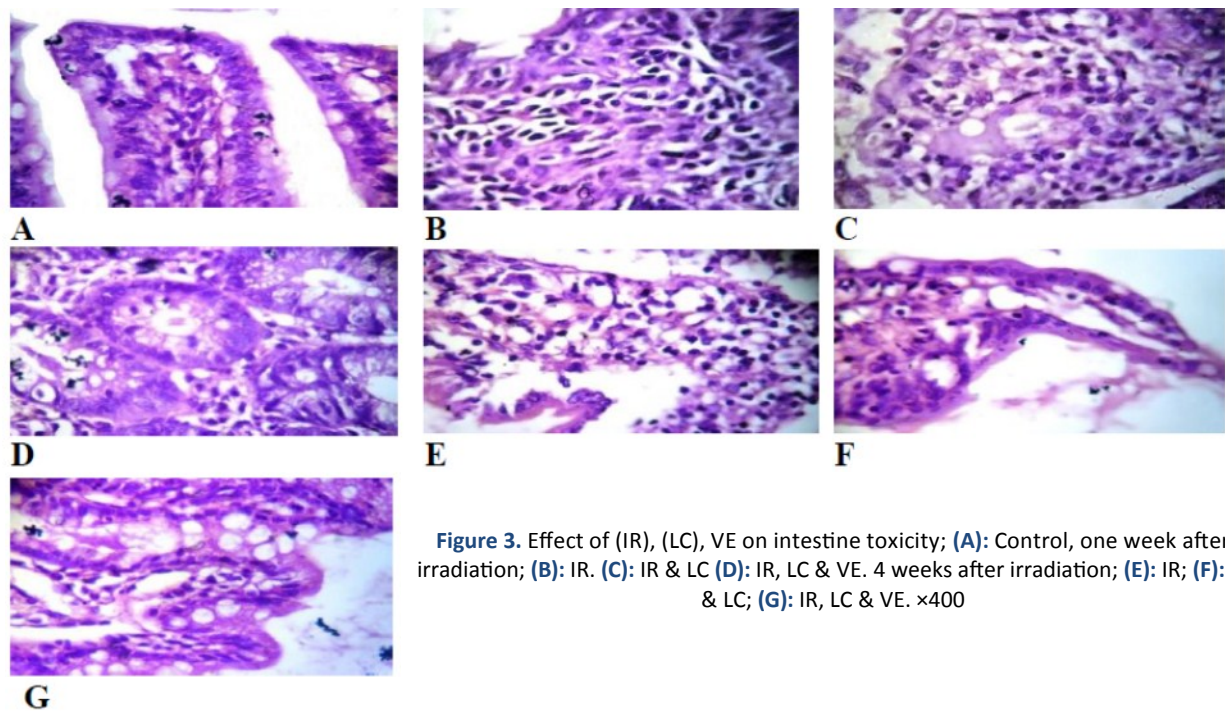 A
B
C
D
E
F
G
Figure 3. Effect of (IR), (LC), VE on intestine toxicity; (A): Control, one week after
irradiation; (B): IR. (C): IR & LC (D): IR, LC & VE. 4 weeks after irradiation; (E): IR; (F):
& LC; (G): IR, LC & VE. ×400